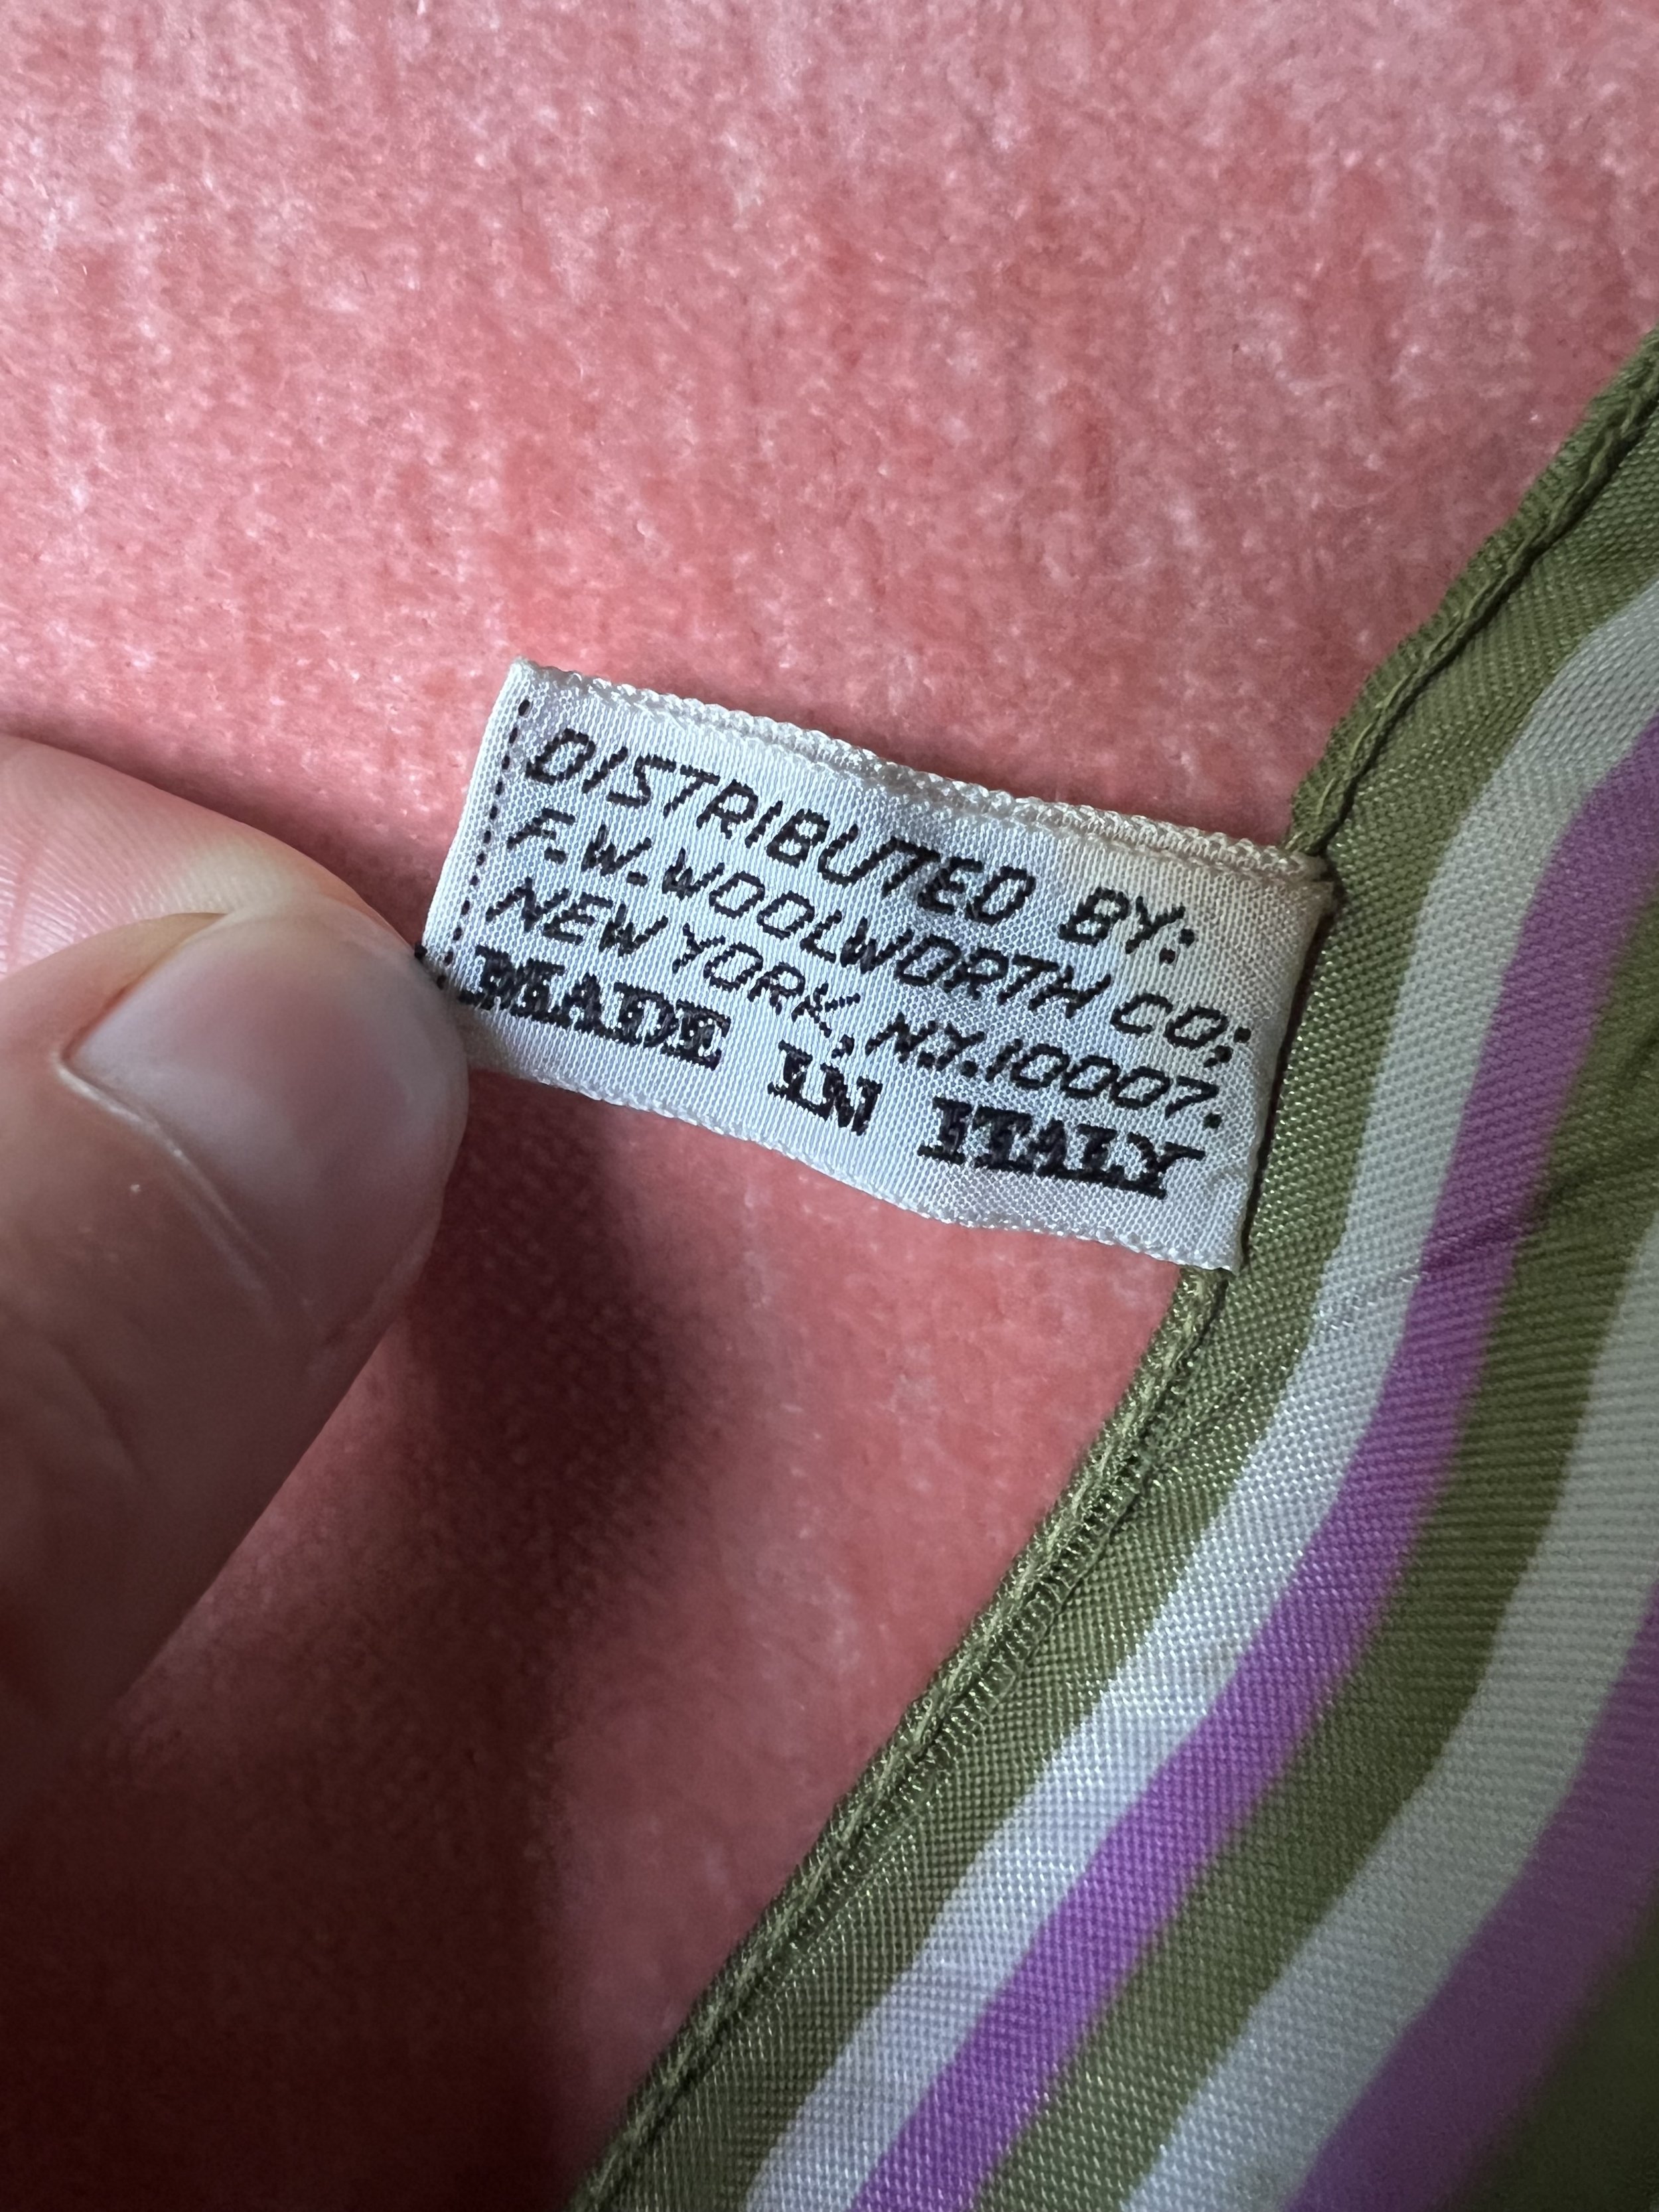 DISTRIBUTED BY:
F.W.WOOLWORTH CO;
NEW YORK, N.Y.10007.
MADE IN ITALY